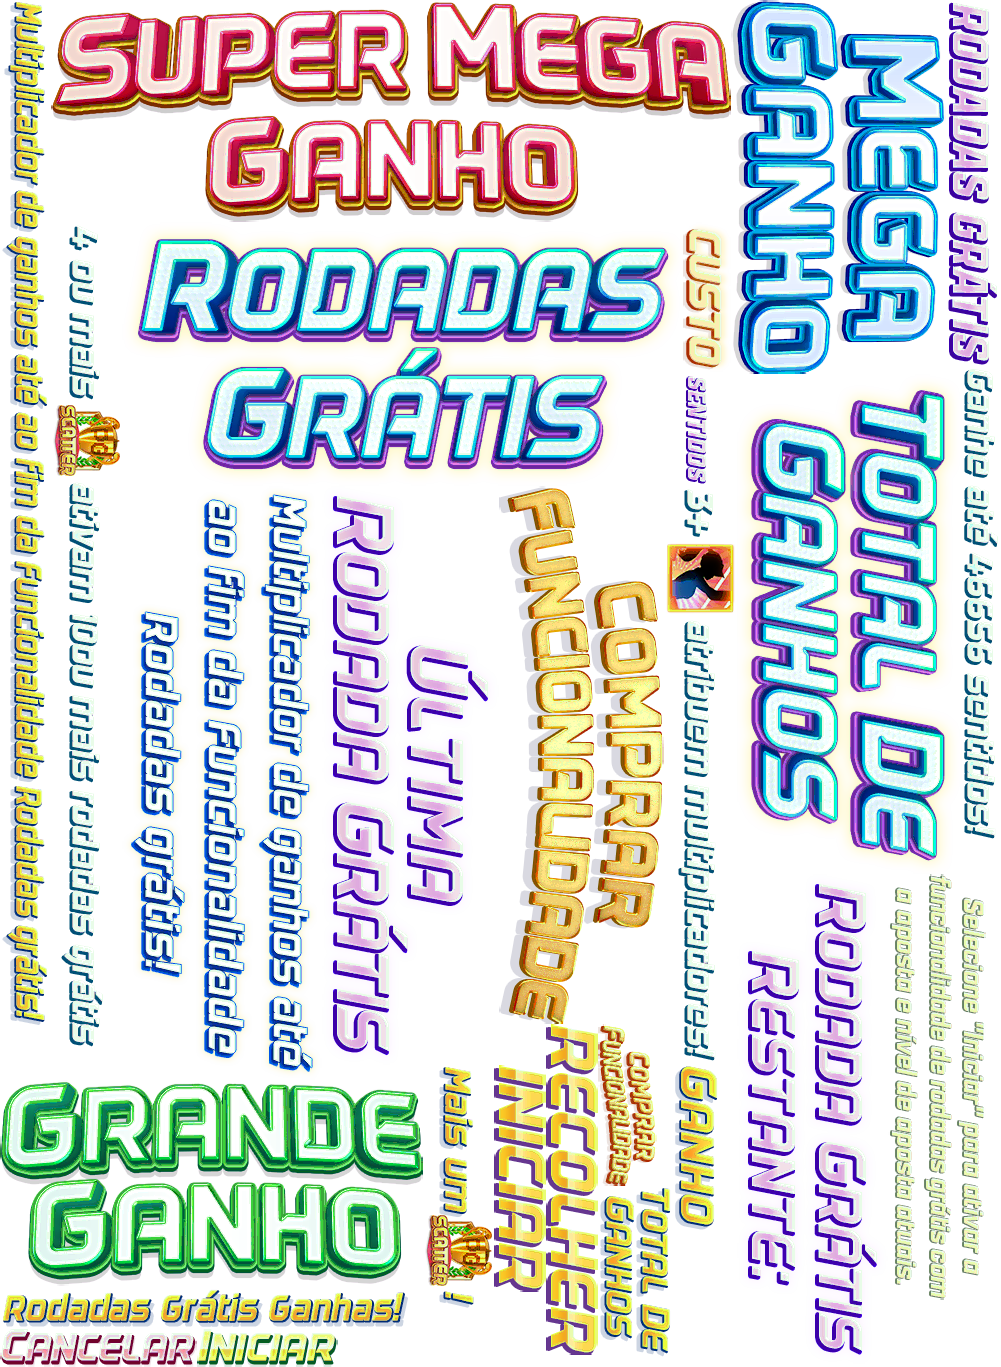 SUPER MEGA
GANHO
MEGA
GANHO
RODADAS GRÁTIS
Multiplicador de ganhos até ao fim da Funcionalidade Rodadas grátis!
4 ou mais SCATTER ativam 10ou mais rodadas grátis
RODADAS
GRÁTIS
CUSTO
SENTIDOS
3+ atribuem multiplicadores!
Ganhe até 46656 sentidos!
TOTAL DE
GANHOS
Multiplicador de ganhos até
ao fim da Funcionalidade
Rodadas grátis!
ÚLTIMA
RODADA GRÁTIS
COMPRAR
FUNCIONALIDADE
RODADA GRÁTIS
RESTANTE!
Selecione "Iniciar" para ativar a
funcionalidade de rodadas grátis com
a aposta e nível de aposta atuais.
GRANDE
GANHO
Mais um SCATTER !
RECOLHER
INICIAR
COMPRAR
FUNCIONALIDADE
GANHO
TOTAL DE
GANHOS
Rodadas Grátis Ganhas!
CANCELAR
INICIAR